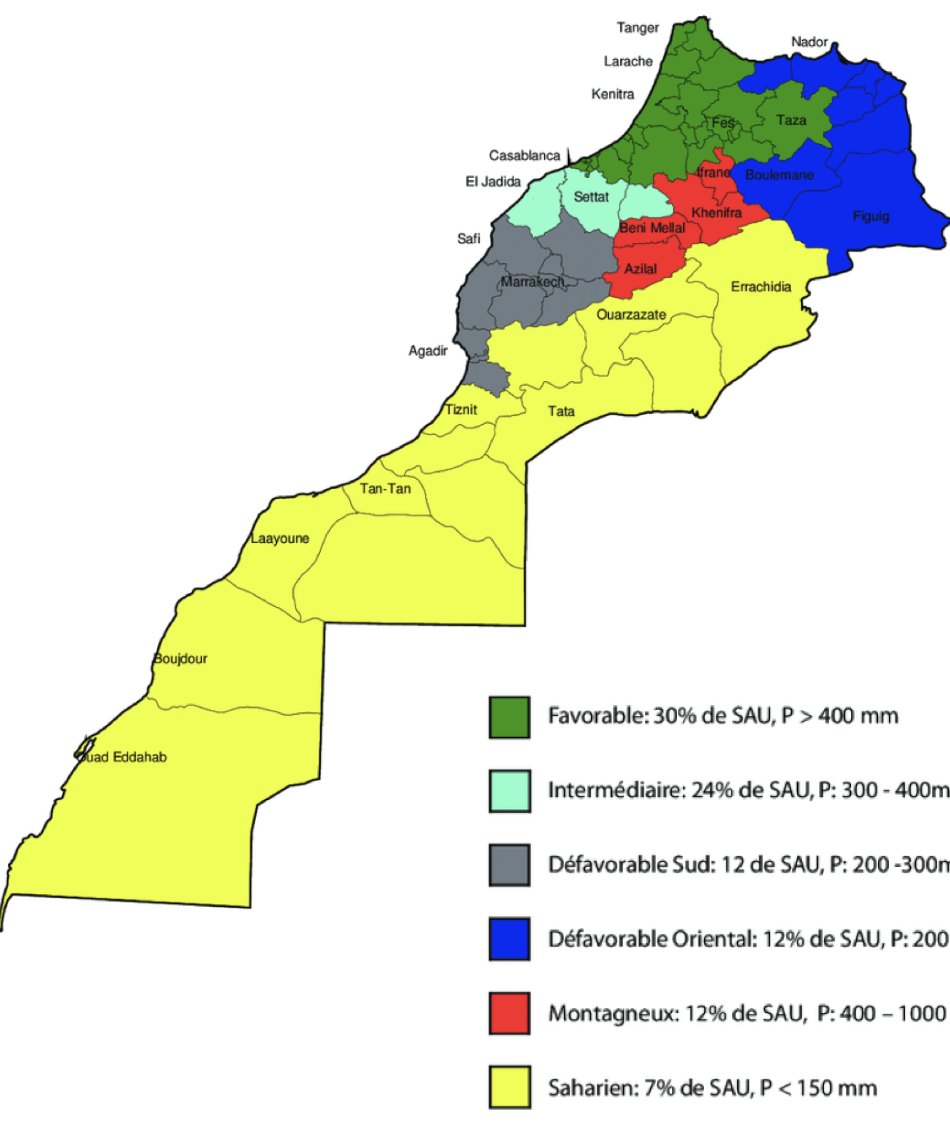 Tanger
Nador
Larache
Kenitra
Fes
Taza
Casablanca
El Jadida
Ifrane
Boulemane
Settat
Khenifra
Figuig
Beni Mellal
Safi
Azilal
Marrakech
Errachidia
Ouarzazate
Agadir
Tiznit
Tata
Tan-Tan
Laayoune
Boujdour
Ouad Eddahab
Favorable: 30% de SAU, P > 400 mm
Intermédiaire: 24% de SAU, P: 300 - 400m
Défavorable Sud: 12 de SAU, P: 200 -300m
Défavorable Oriental: 12% de SAU, P: 200
Montagneux: 12% de SAU, P: 400 – 1000
Saharien: 7% de SAU, P < 150 mm